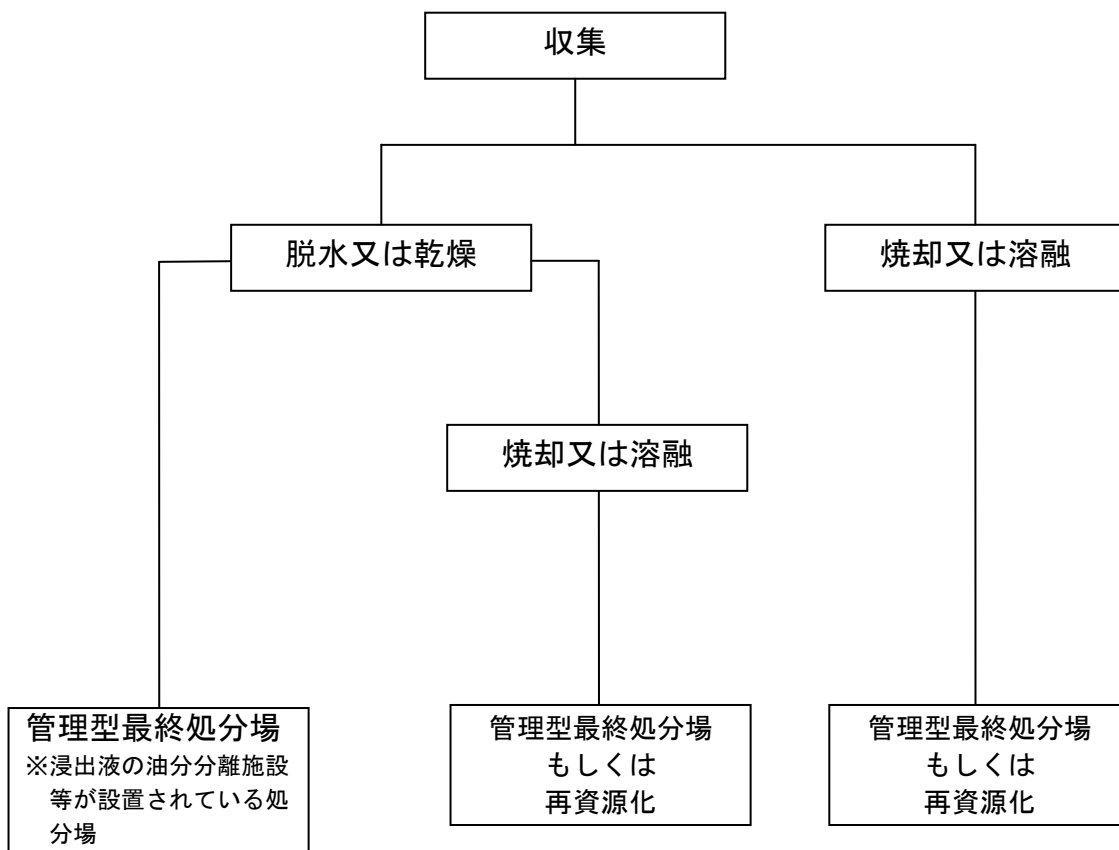 収集
脱水又は乾燥
焼却又は溶融
焼却又は溶融
管理型最終処分場
※浸出液の油分分離施設
等が設置されている処
分場
管理型最終処分場
もしくは
再資源化
管理型最終処分場
もしくは
再資源化